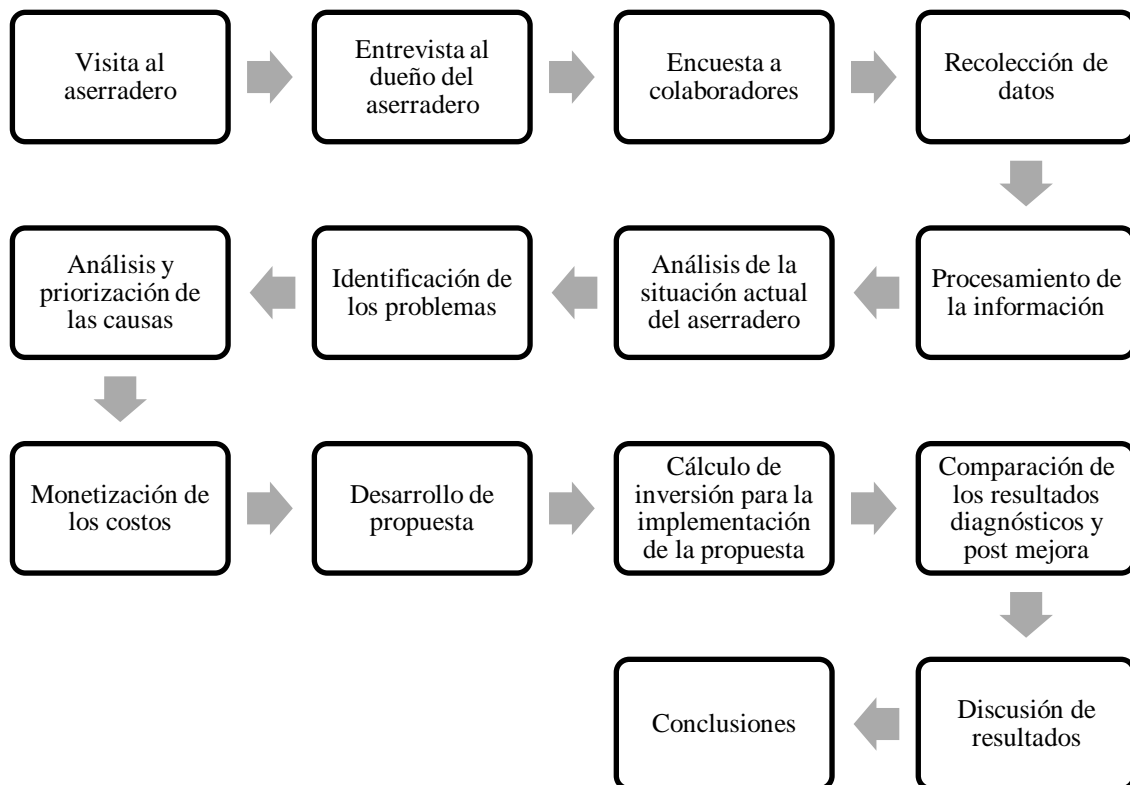 Visita al
aserradero
Entrevista al
dueño del
aserradero
Encuesta a
colaboradores
Recolección de
datos
Procesamiento de
la información
Análisis de la
situación actual
del aserradero
Identificación de
los problemas
Análisis y
priorización de
las causas
Monetización de
los costos
Desarrollo de
propuesta
Cálculo de
inversión para la
implementación
de la propuesta
Comparación de
los resultados
diagnósticos y
post mejora
Discusión de
resultados
Conclusiones